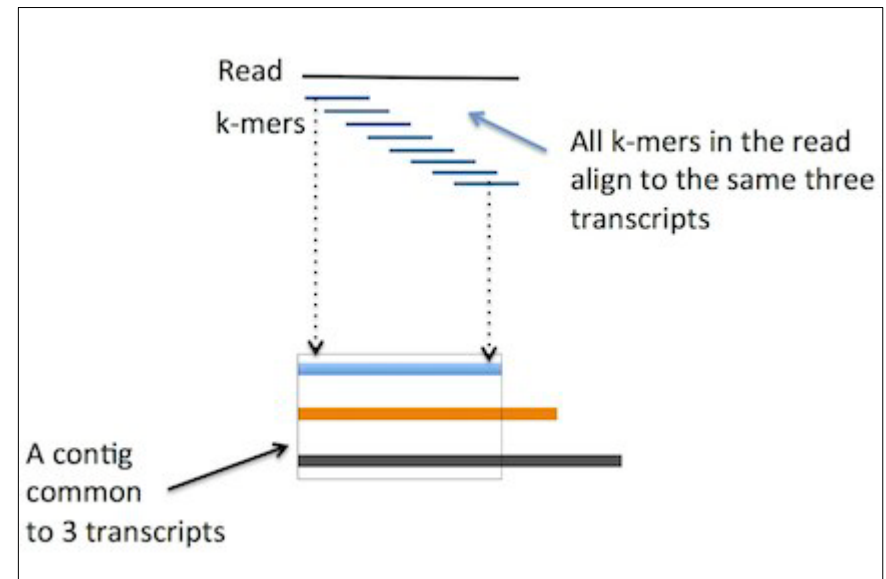 Read
k-mers
All k-mers in the read
align to the same three
transcripts
A contig
common
to 3 transcripts